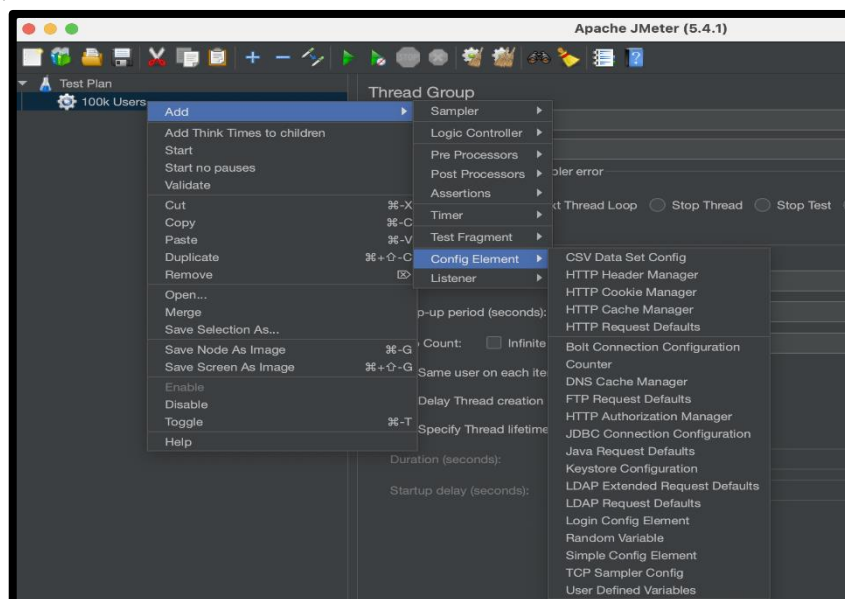 Apache JMeter (5.4.1)
Test Plan
100k Users
Thread Group
Add
Add Think Times to children
Start
Start no pauses
Validate
Cut ⌘-X
Copy ⌘-C
Paste ⌘-V
Duplicate ⌘+⇧-C
Remove ⌦
Open...
Merge
Save Selection As...
Save Node As Image ⌘-G
Save Screen As Image ⌘+⇧-G
Enable
Disable
Toggle ⌘-T
Help
Sampler
Logic Controller
Pre Processors
Post Processors
Assertions
Timer
Test Fragment
Config Element
Listener
pler error
xt Thread Loop Stop Thread Stop Test
p-up period (seconds):
Count: Infinite
Same user on each ite
Delay Thread creation
Specify Thread lifetime
Duration (seconds):
Startup delay (seconds):
CSV Data Set Config
HTTP Header Manager
HTTP Cookie Manager
HTTP Cache Manager
HTTP Request Defaults
Bolt Connection Configuration
Counter
DNS Cache Manager
FTP Request Defaults
HTTP Authorization Manager
JDBC Connection Configuration
Java Request Defaults
Keystore Configuration
LDAP Extended Request Defaults
LDAP Request Defaults
Login Config Element
Random Variable
Simple Config Element
TCP Sampler Config
User Defined Variables